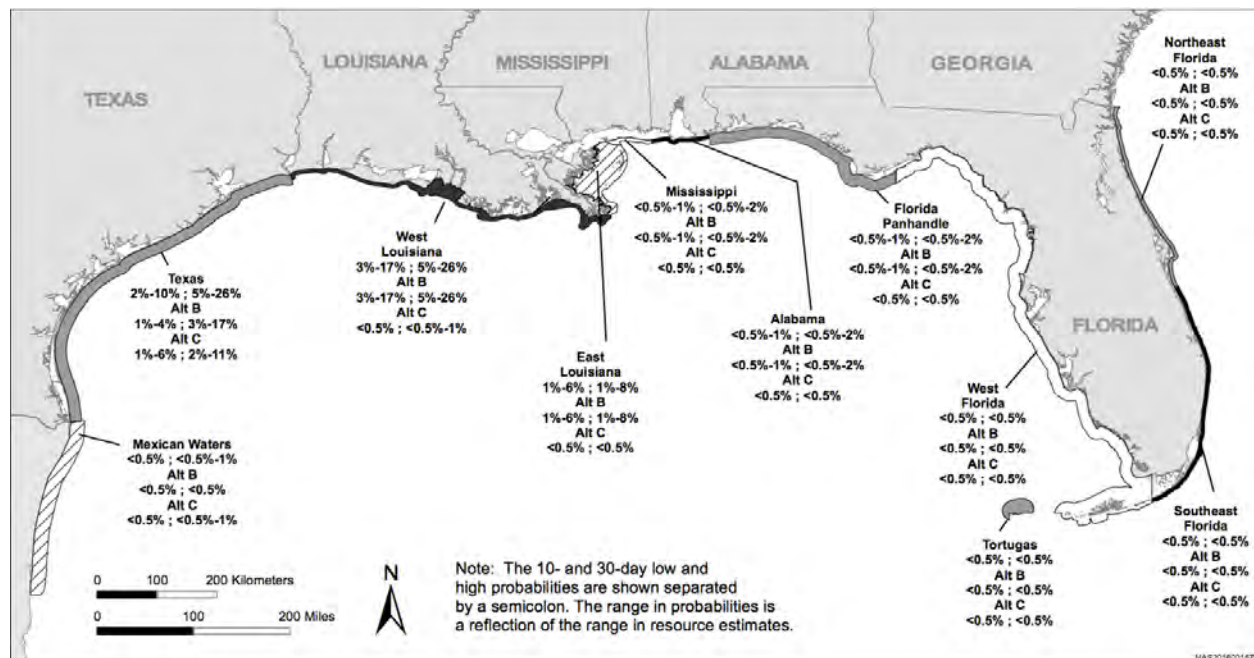 TEXAS
LOUISIANA
MISSISSIPPI
ALABAMA
GEORGIA
FLORIDA
Northeast
Florida
<0.5% ; <0.5%
Alt B
<0.5% ; <0.5%
Alt C
<0.5% ; <0.5%
Mississippi
<0.5%-1% ; <0.5%-2%
Alt B
<0.5%-1% ; <0.5%-2%
Alt C
<0.5% ; <0.5%
Florida
Panhandle
<0.5%-1% ; <0.5%-2%
Alt B
<0.5%-1% ; <0.5%-2%
Alt C
<0.5% ; <0.5%
West
Louisiana
3%-17% ; 5%-26%
Alt B
3%-17% ; 5%-26%
Alt C
<0.5% ; <0.5%-1%
Texas
2%-10% ; 5%-26%
Alt B
1%-4% ; 3%-17%
Alt C
1%-6% ; 2%-11%
Alabama
<0.5%-1% ; <0.5%-2%
Alt B
<0.5%-1% ; <0.5%-2%
Alt C
<0.5% ; <0.5%
East
Louisiana
1%-6% ; 1%-8%
Alt B
1%-6% ; 1%-8%
Alt C
<0.5% ; <0.5%
West
Florida
<0.5% ; <0.5%
Alt B
<0.5% ; <0.5%
Alt C
<0.5% ; <0.5%
Mexican Waters
<0.5% ; <0.5%-1%
Alt B
<0.5% ; <0.5%
Alt C
<0.5% ; <0.5%-1%
Southeast
Florida
<0.5% ; <0.5%
Alt B
<0.5% ; <0.5%
Alt C
<0.5% ; <0.5%
Tortugas
<0.5% ; <0.5%
Alt B
<0.5% ; <0.5%
Alt C
<0.5% ; <0.5%
0 100 200 Kilometers
0 100 200 Miles
N
Note: The 10- and 30-day low and
high probabilities are shown separated
by a semicolon. The range in probabilities is
a reflection of the range in resource estimates.